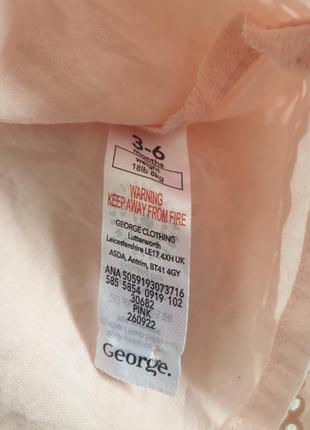 3-6
months
weight
18lb 8kg
WARNING
KEEP AWAY FROM FIRE
GEORGE CLOTHING
Lutterworth
Leicestershire LE17 4XH UK
ASDA, Antrim, BT41 4GY
ANA 5059193073716
585 5854 0919 102
30682
PINK
260922
George.